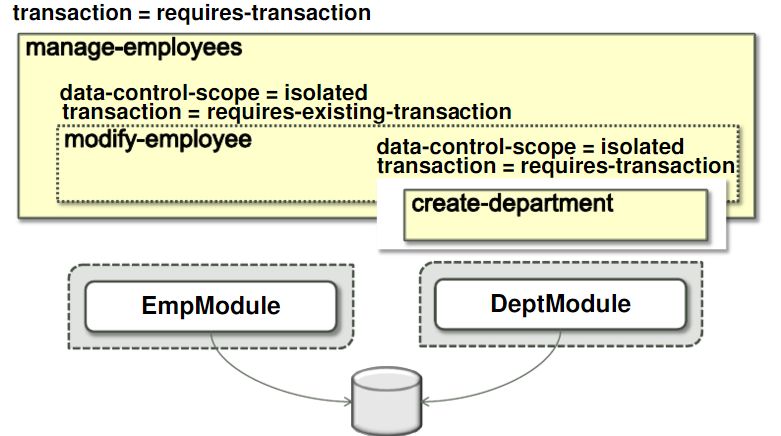 transaction = requires-transaction
manage-employees
data-control-scope = isolated
transaction = requires-existing-transaction
modify-employee
data-control-scope = isolated
transaction = requires-transaction
create-department
EmpModule
DeptModule